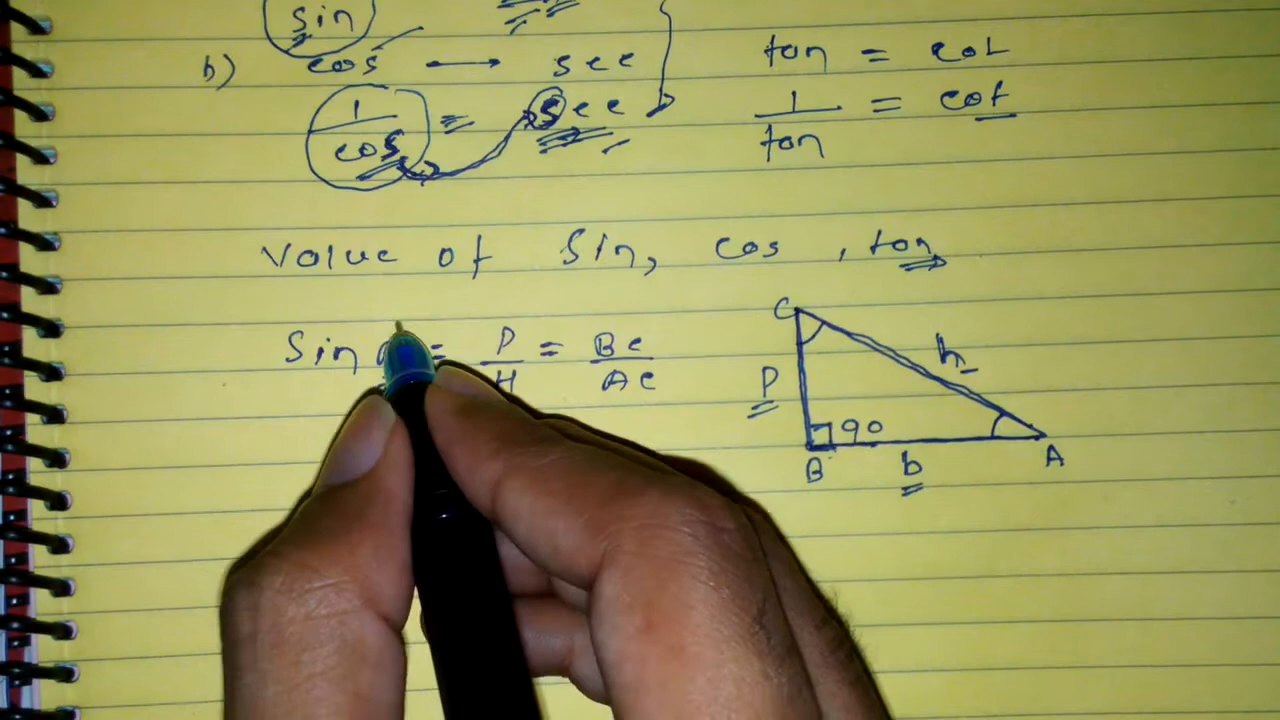 sin
b) cos → sec
1/cos = sec
tan = cot
1/tan = cot
Value of Sin, cos , tan
Sin = P/H = BC/AC
C
h
P
90
B b A